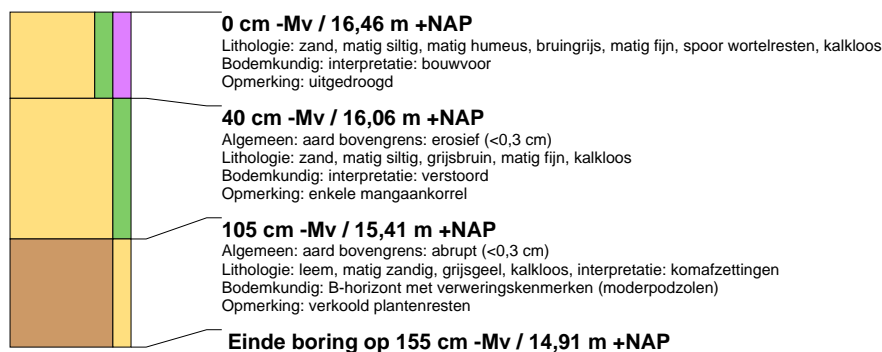 0 cm -Mv / 16,46 m +NAP
Lithologie: zand, matig siltig, matig humeus, bruingrijs, matig fijn, spoor wortelresten, kalkloos
Bodemkundig: interpretatie: bouwvoor
Opmerking: uitgedroogd
40 cm -Mv / 16,06 m +NAP
Algemeen: aard bovengrens: erosief (<0,3 cm)
Lithologie: zand, matig siltig, grijsbruin, matig fijn, kalkloos
Bodemkundig: interpretatie: verstoord
Opmerking: enkele mangaankorrel
105 cm -Mv / 15,41 m +NAP
Algemeen: aard bovengrens: abrupt (<0,3 cm)
Lithologie: leem, matig zandig, grijsgeel, kalkloos, interpretatie: komafzettingen
Bodemkundig: B-horizont met verweringskenmerken (moderpodzolen)
Opmerking: verkoold plantenresten
Einde boring op 155 cm -Mv / 14,91 m +NAP